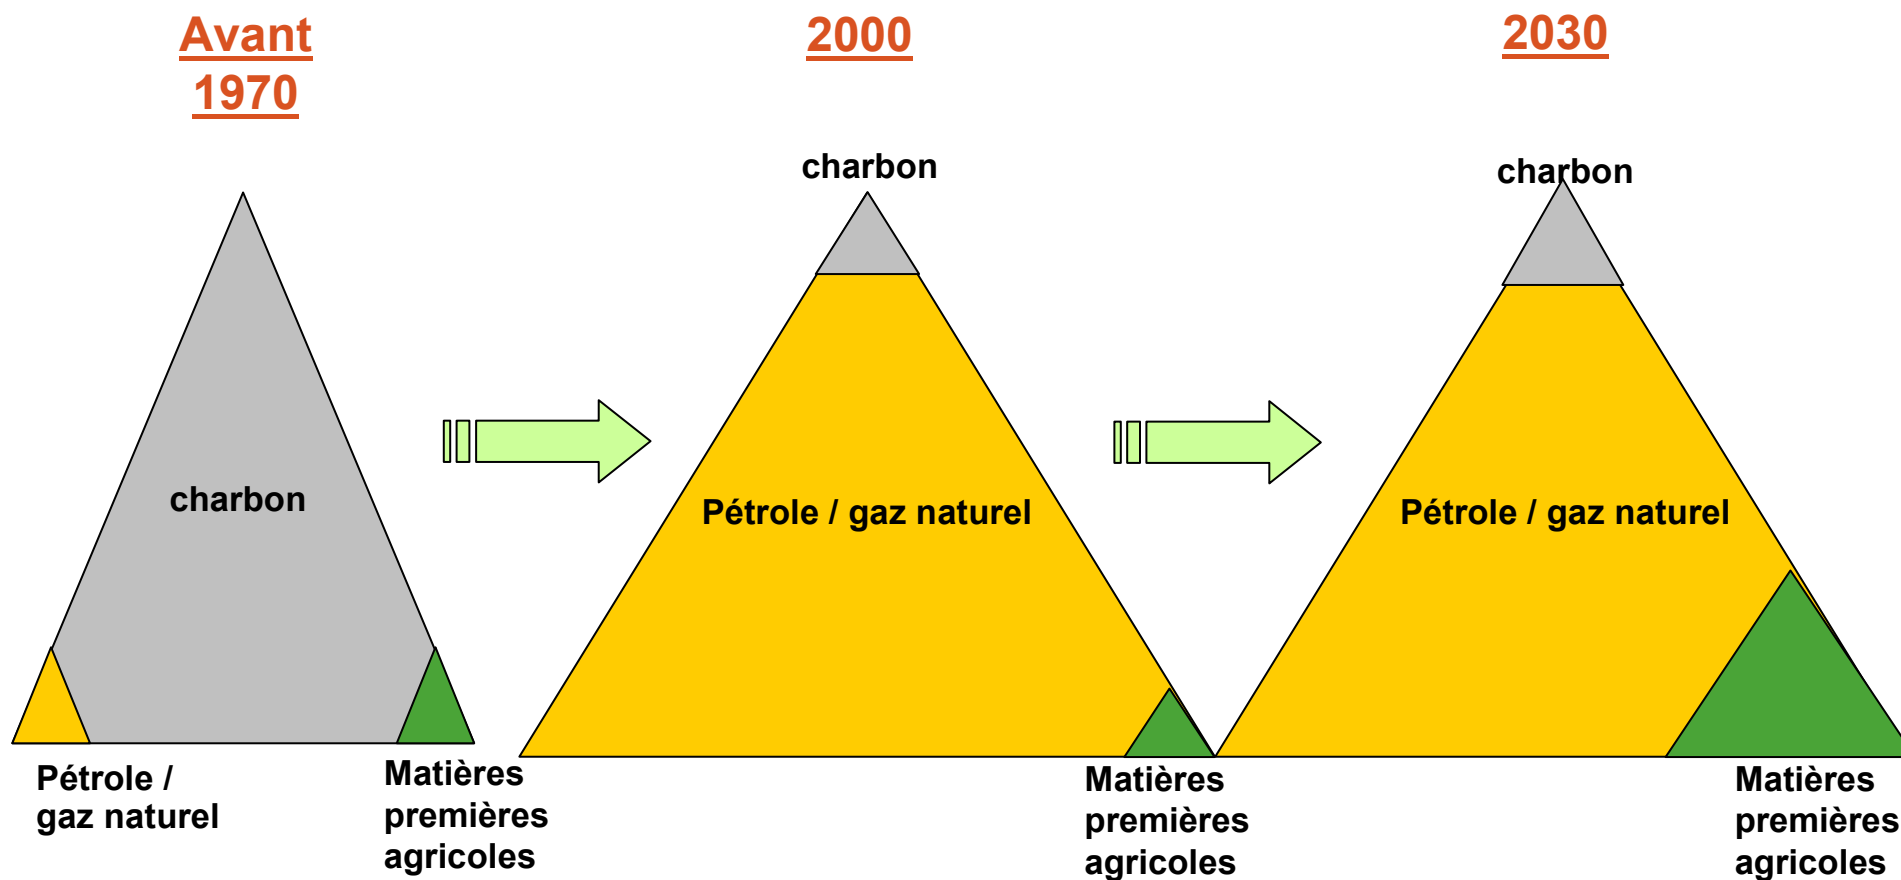 Avant
1970
2000
2030
charbon
charbon
charbon
Pétrole / gaz naturel
Pétrole / gaz naturel
Pétrole /
gaz naturel
Matières
premières
agricoles
Matières
premières
agricoles
Matières
premières
agricoles